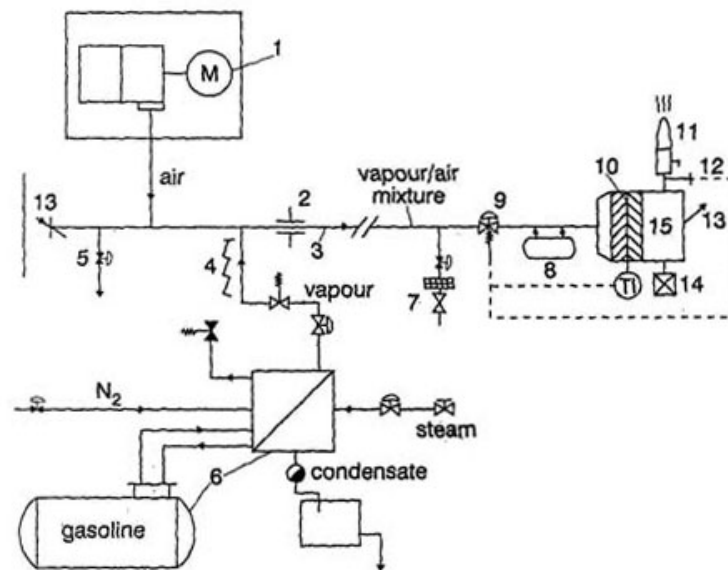 1
M
air
13
2
vapour/air
mixture
3
9
10
11
12
13
15
8
TI
14
5
4
vapour
7
N2
steam
6
condensate
gasoline